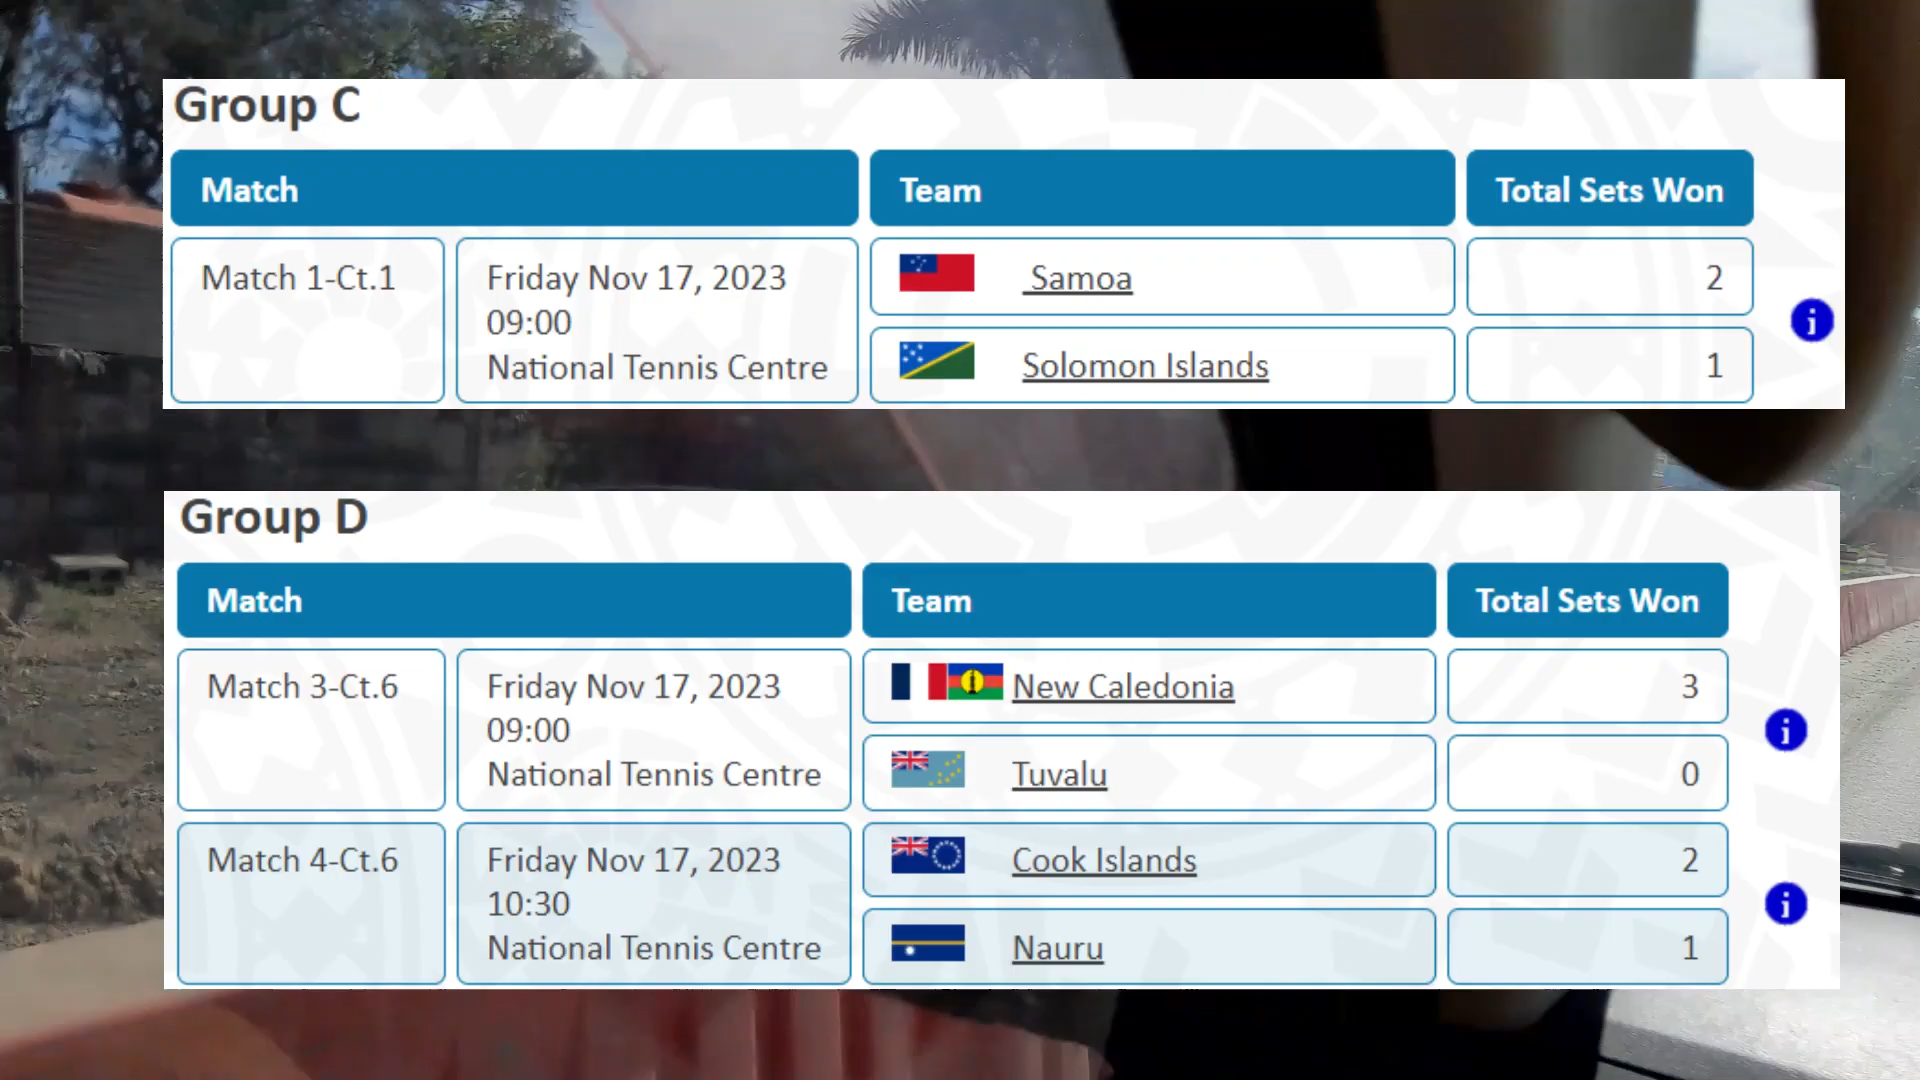 Group C
Match Team Total Sets Won
Match 1-Ct.1 Friday Nov 17, 2023 Samoa 2
09:00
National Tennis Centre Solomon Islands 1
Group D
Match Team Total Sets Won
Match 3-Ct.6 Friday Nov 17, 2023 New Caledonia 3
09:00
National Tennis Centre Tuvalu 0
Match 4-Ct.6 Friday Nov 17, 2023 Cook Islands 2
10:30
National Tennis Centre Nauru 1